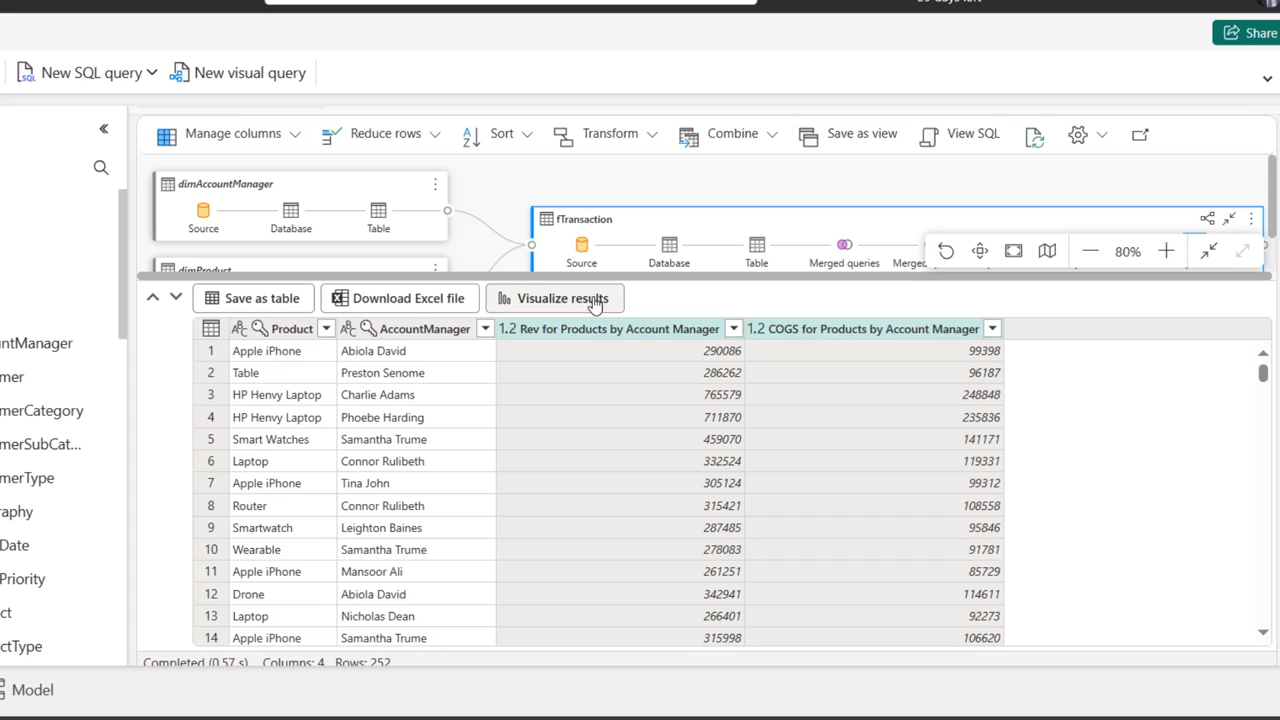 days left
Share
New SQL query
New visual query
Manage columns
Reduce rows
Sort
Transform
Combine
Save as view
View SQL
dimAccountManager
Source
Database
Table
dimProduct
fTransaction
Source
Database
Table
Merged queries
Merged
80%
Save as table
Download Excel file
Visualize results
Product
AccountManager
1.2 Rev for Products by Account Manager
1.2 COGS for Products by Account Manager
1 Apple iPhone Abiola David 290086 99398
2 Table Preston Senome 286262 96187
3 HP Henvy Laptop Charlie Adams 765579 248848
4 HP Henvy Laptop Phoebe Harding 711870 235836
5 Smart Watches Samantha Trume 459070 141171
6 Laptop Connor Rulibeth 332524 119331
7 Apple iPhone Tina John 305124 99312
8 Router Connor Rulibeth 315421 108558
9 Smartwatch Leighton Baines 287485 95846
10 Wearable Samantha Trume 278083 91781
11 Apple iPhone Mansoor Ali 261251 85729
12 Drone Abiola David 342941 114611
13 Laptop Nicholas Dean 266401 92273
14 Apple iPhone Samantha Trume 315998 106620
Completed (0.57 s) Columns: 4 Rows: 252
ountManager
mer
merCategory
merSubCat...
merType
raphy
Date
Priority
ct
ctType
Model